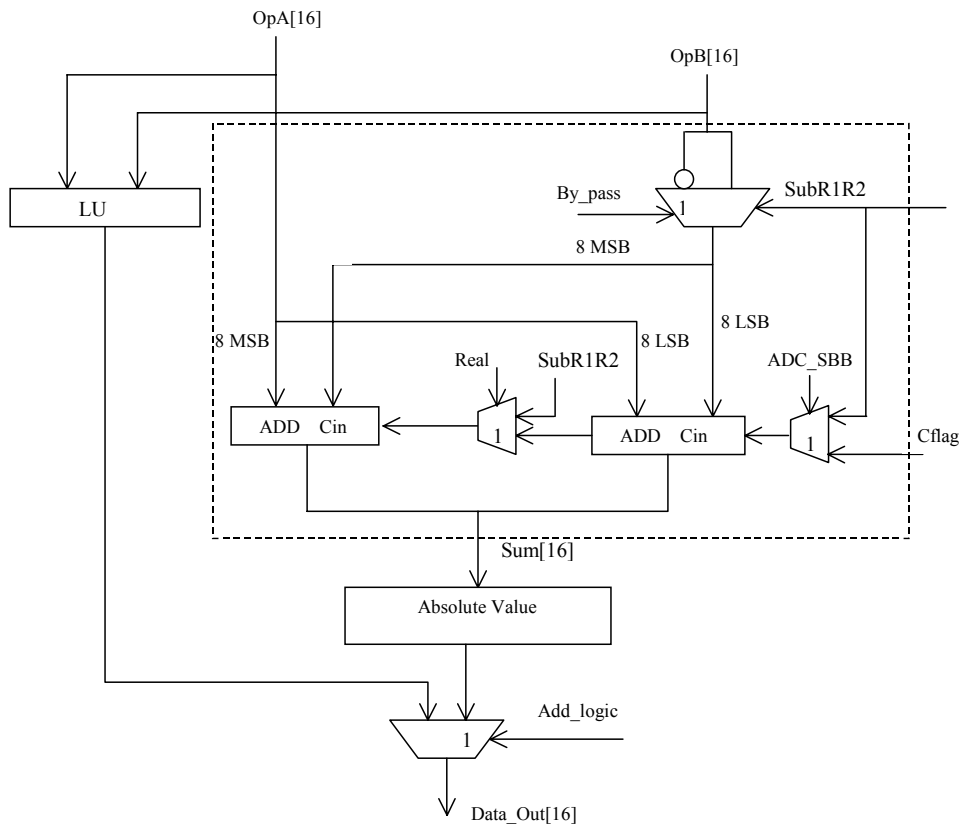 OpA[16]
OpB[16]
By_pass
1
SubR1R2
LU
8 MSB
8 MSB
8 LSB
8 LSB
Real
SubR1R2
ADC_SBB
ADD Cin
1
ADD Cin
1
Cflag
Sum[16]
Absolute Value
Add_logic
1
Data_Out[16]